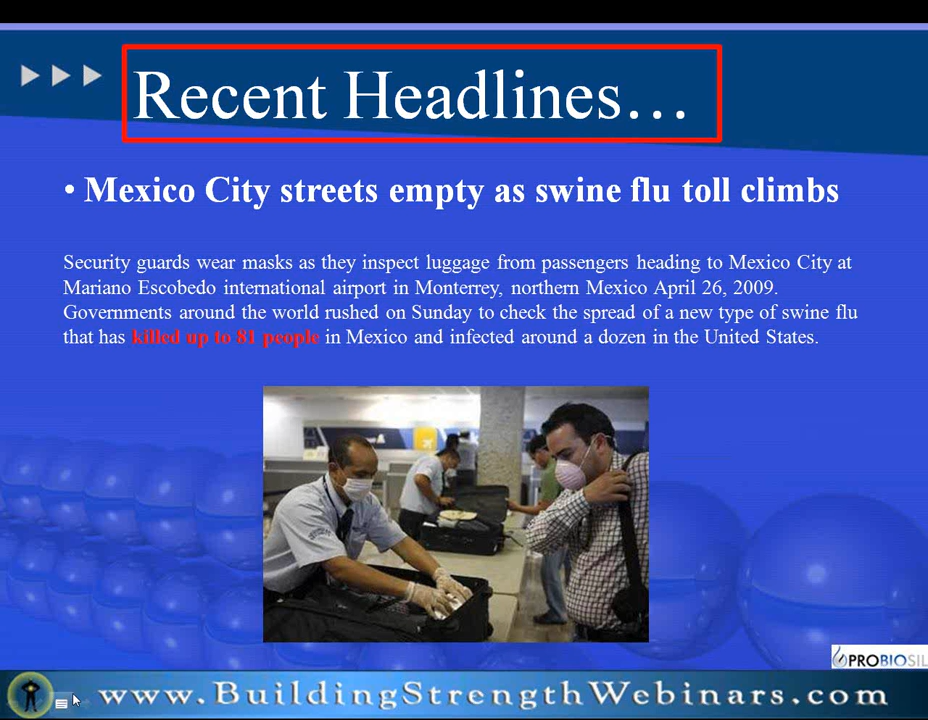 Recent Headlines…
• Mexico City streets empty as swine flu toll climbs
Security guards wear masks as they inspect luggage from passengers heading to Mexico City at
Mariano Escobedo international airport in Monterrey, northern Mexico April 26, 2009.
Governments around the world rushed on Sunday to check the spread of a new type of swine flu
that has killed up to 81 people in Mexico and infected around a dozen in the United States.
PROBIOSIL
www.BuildingStrengthWebinars.com